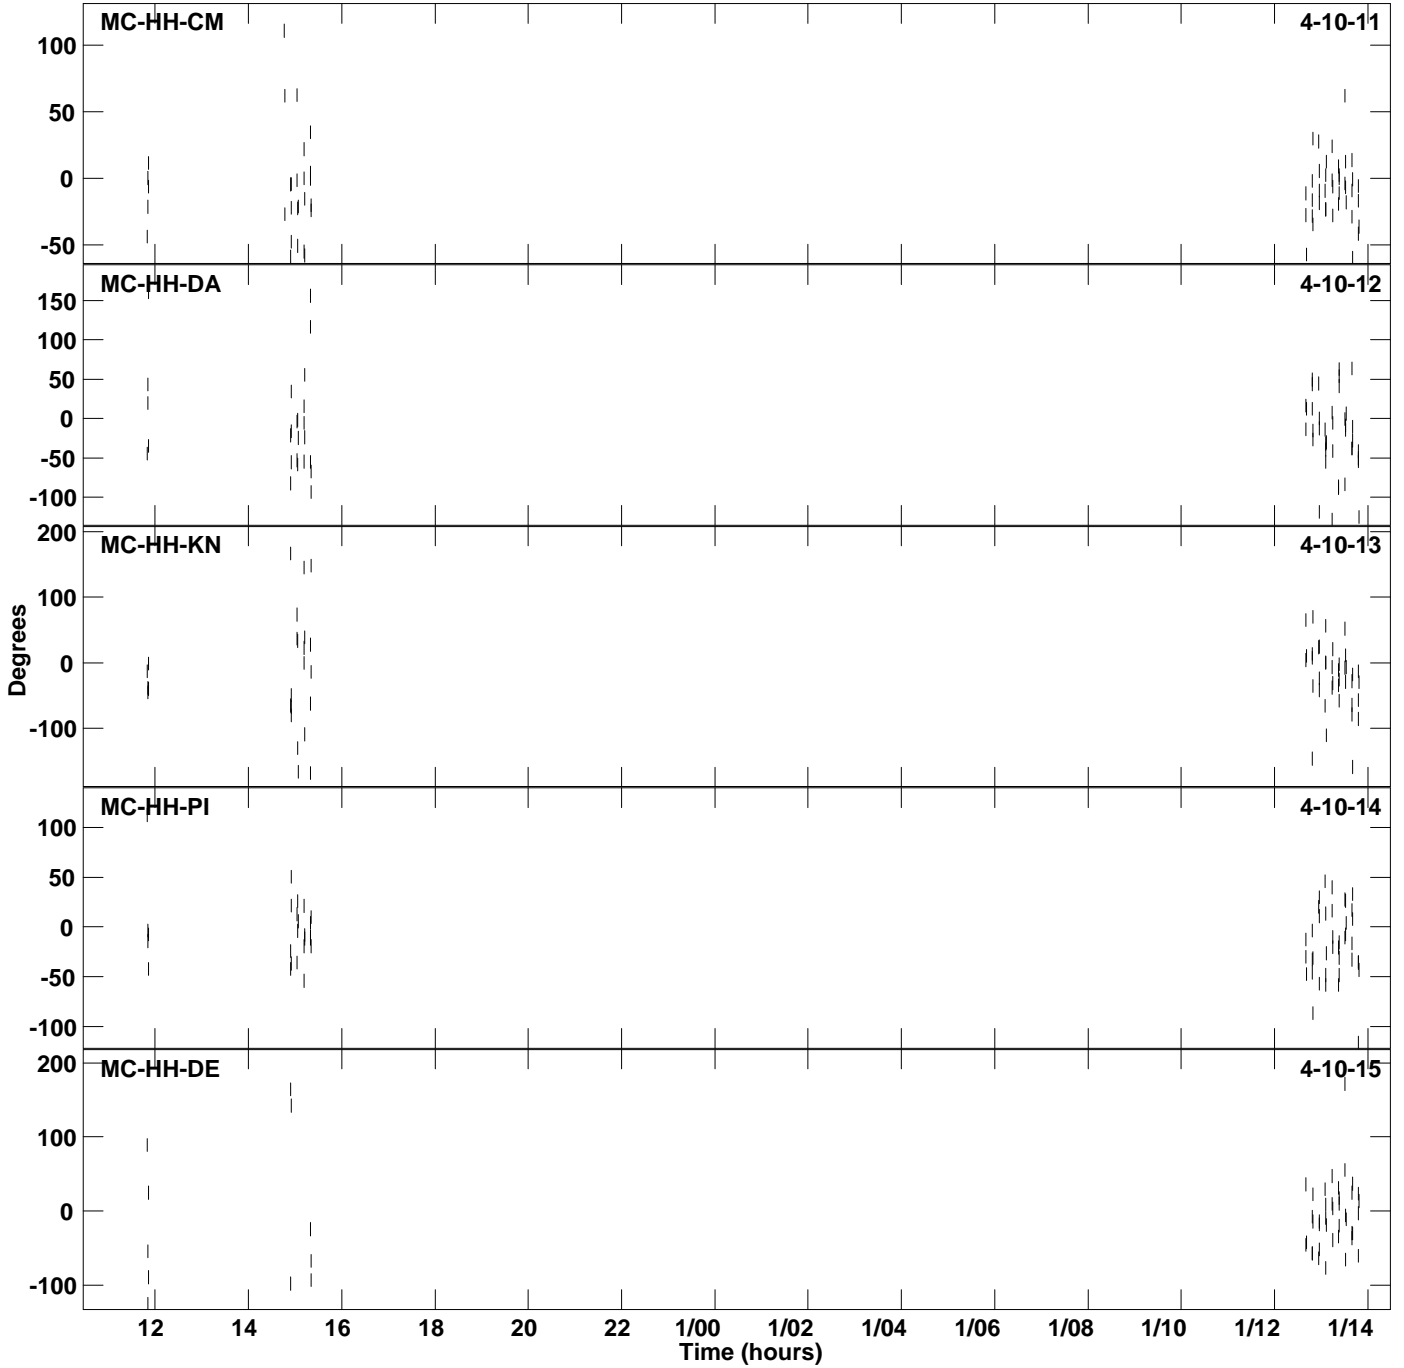 MC-HH-CM 4-10-11
100
50
0
-50
MC-HH-DA 4-10-12
150
100
50
0
-50
-100
MC-HH-KN 4-10-13
200
100
0
-100
Degrees
MC-HH-PI 4-10-14
100
50
0
-50
-100
MC-HH-DE 4-10-15
200
100
0
-100
12 14 16 18 20 22 1/00 1/02 1/04 1/06 1/08 1/10 1/12 1/14
Time (hours)